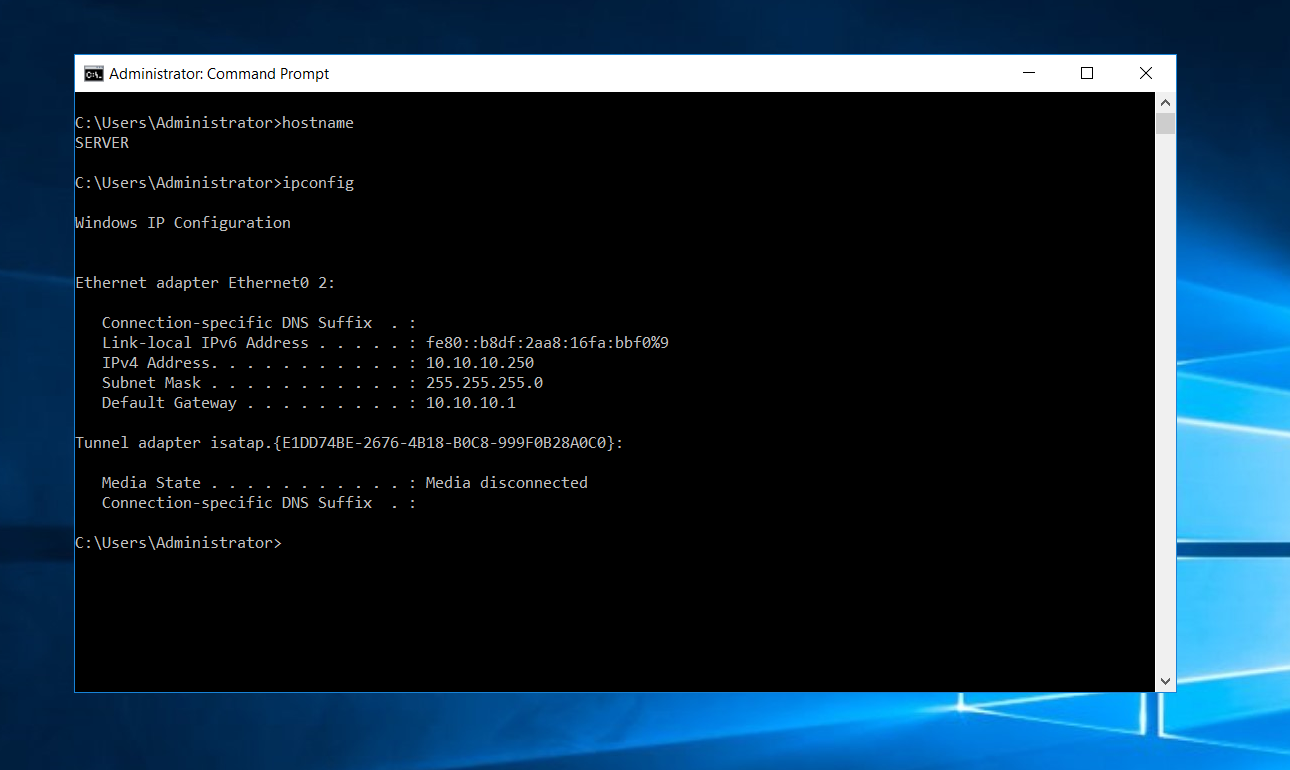 Administrator: Command Prompt
C:\Users\Administrator>hostname
SERVER
C:\Users\Administrator>ipconfig
Windows IP Configuration
Ethernet adapter Ethernet0 2:
   Connection-specific DNS Suffix  . :
   Link-local IPv6 Address . . . . . : fe80::b8df:2aa8:16fa:bbf0%9
   IPv4 Address. . . . . . . . . . . : 10.10.10.250
   Subnet Mask . . . . . . . . . . . : 255.255.255.0
   Default Gateway . . . . . . . . . : 10.10.10.1
Tunnel adapter isatap.{E1DD74BE-2676-4B18-B0C8-999F0B28A0C0}:
   Media State . . . . . . . . . . . : Media disconnected
   Connection-specific DNS Suffix  . :
C:\Users\Administrator>